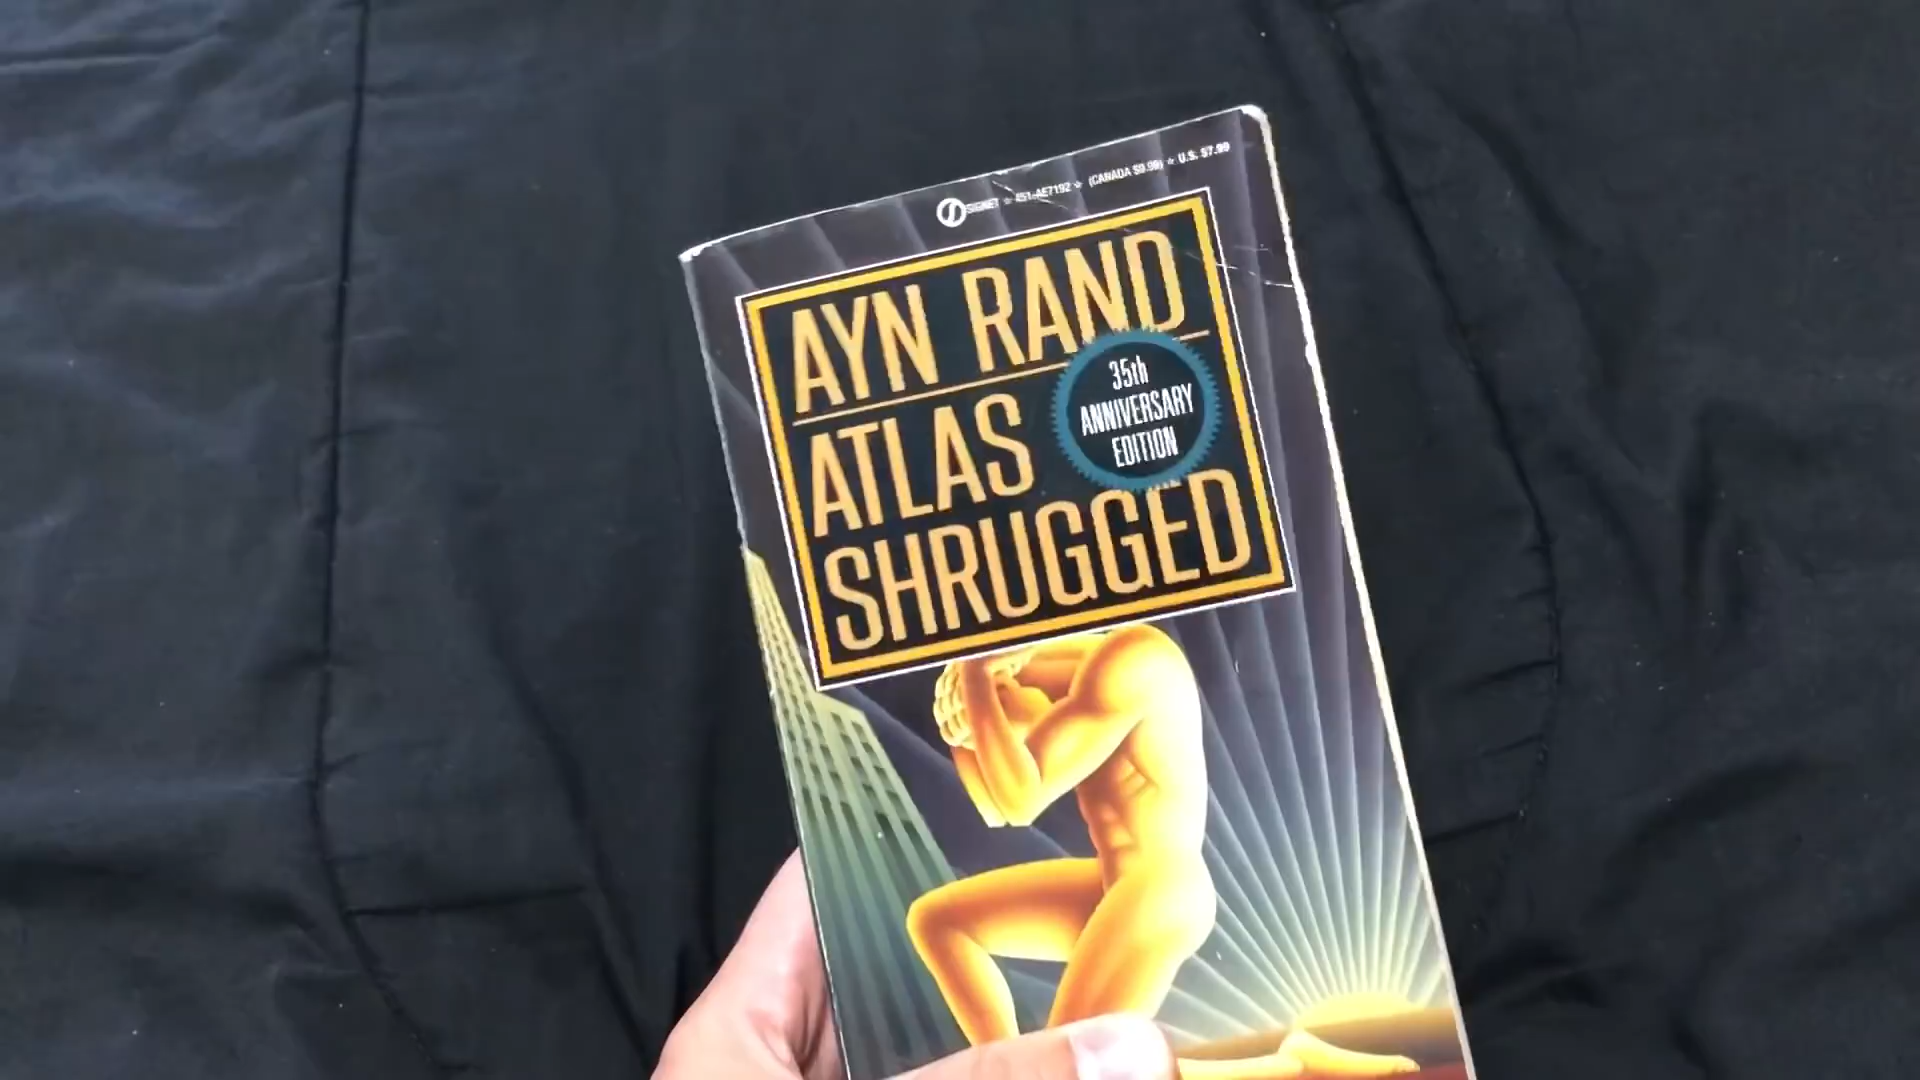 SIGNET ☆ 451-AE7192 ☆ (CANADA $9.99) ☆ U.S. $7.99
AYN RAND
ATLAS
SHRUGGED
35th
ANNIVERSARY
EDITION